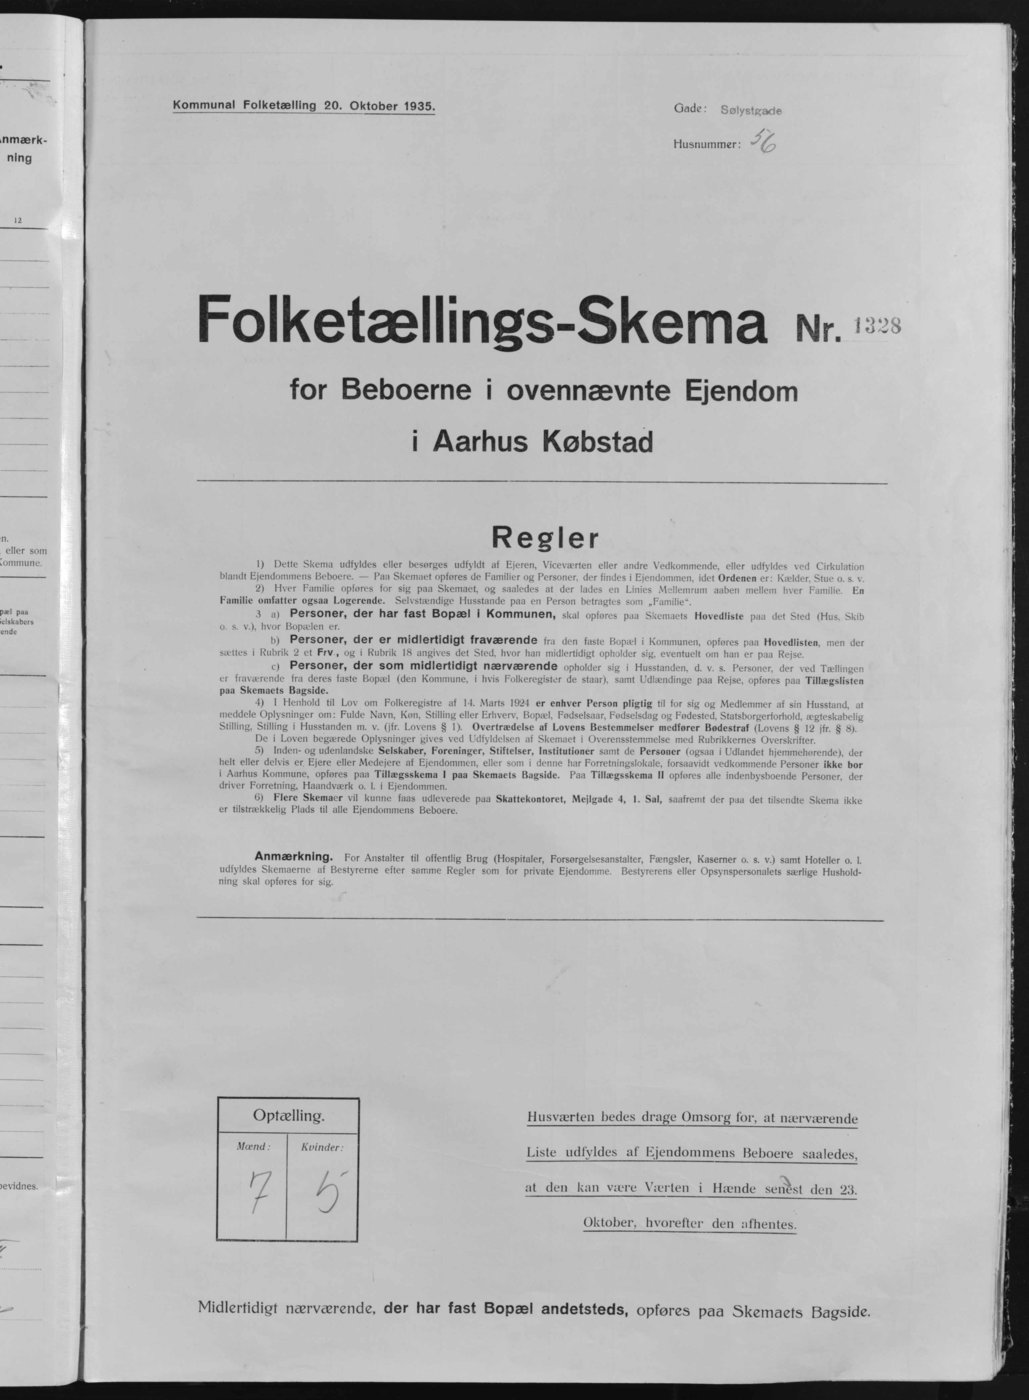 Anmærk-
ning
12
en.
, eller som
Kommune.
opæl paa
elskabers
ende
bevidnes.
Kommunal Folketælling 20. Oktober 1935.
Gade: Sølystgade
Husnummer: 56
Folketællings-Skema Nr. 1328
for Beboerne i ovennævnte Ejendom
i Aarhus Købstad
Regler
1) Dette Skema udfyldes eller besørges udfyldt af Ejeren, Viceværten eller andre Vedkommende, eller udfyldes ved Cirkulation
blandt Ejendommens Beboere. — Paa Skemaet opføres de Familier og Personer, der findes i Ejendommen, idet Ordenen er: Kælder, Stue o. s. v.
2) Hver Familie opføres for sig paa Skemaet, og saaledes at der lades en Linies Mellemrum aaben mellem hver Familie. En
Familie omfatter ogsaa Logerende. Selvstændige Husstande paa en Person betragtes som „Familie".
3 a) Personer, der har fast Bopæl i Kommunen, skal opføres paa Skemaets Hovedliste paa det Sted (Hus, Skib
o. s. v.), hvor Bopælen er.
b) Personer, der er midlertidigt fraværende fra den faste Bopæl i Kommunen, opføres paa Hovedlisten, men der
sættes i Rubrik 2 et Frv., og i Rubrik 18 angives det Sted, hvor han midlertidigt opholder sig, eventuelt om han er paa Rejse.
c) Personer, der som midlertidigt nærværende opholder sig i Husstanden, d. v. s. Personer, der ved Tællingen
er fraværende fra deres faste Bopæl (den Kommune, i hvis Folkeregister de staar), samt Udlændinge paa Rejse, opføres paa Tillægslisten
paa Skemaets Bagside.
4) I Henhold til Lov om Folkeregistre af 14. Marts 1924 er enhver Person pligtig til for sig og Medlemmer af sin Husstand, at
meddele Oplysninger om: Fulde Navn, Køn, Stilling eller Erhverv, Bopæl, Fødselsaar, Fødselsdag og Fødested, Statsborgerforhold, ægteskabelig
Stilling, Stilling i Husstanden m. v. (jfr. Lovens § 1). Overtrædelse af Lovens Bestemmelser medfører Bødestraf (Lovens § 12 jfr. § 8).
De i Loven begærede Oplysninger gives ved Udfyldelsen af Skemaet i Overensstemmelse med Rubrikkernes Overskrifter.
5) Inden- og udenlandske Selskaber, Foreninger, Stiftelser, Institutioner samt de Personer (ogsaa i Udlandet hjemmehørende), der
helt eller delvis er Ejere eller Medejere af Ejendommen, eller som i denne har Forretningslokale, forsaavidt vedkommende Personer ikke bor
i Aarhus Kommune, opføres paa Tillægsskema I paa Skemaets Bagside. Paa Tillægsskema II opføres alle indenbysboende Personer, der
driver Forretning, Haandværk o. l. i Ejendommen.
6) Flere Skemaer vil kunne faas udleverede paa Skattekontoret, Mejlgade 4, 1. Sal, saafremt der paa det tilsendte Skema ikke
er tilstrækkelig Plads til alle Ejendommens Beboere.
Anmærkning. For Anstalter til offentlig Brug (Hospitaler, Forsørgelsesanstalter, Fængsler, Kaserner o. s. v.) samt Hoteller o. l.
udfyldes Skemaerne af Bestyrerne efter samme Regler som for private Ejendomme. Bestyrerens eller Opsynspersonalets særlige Hushold-
ning skal opføres for sig.
Optælling.
Mænd: Kvinder:
7 5
Husværten bedes drage Omsorg for, at nærværende
Liste udfyldes af Ejendommens Beboere saaledes,
at den kan være Værten i Hænde senest den 23.
Oktober, hvorefter den afhentes.
Midlertidigt nærværende, der har fast Bopæl andetsteds, opføres paa Skemaets Bagside.